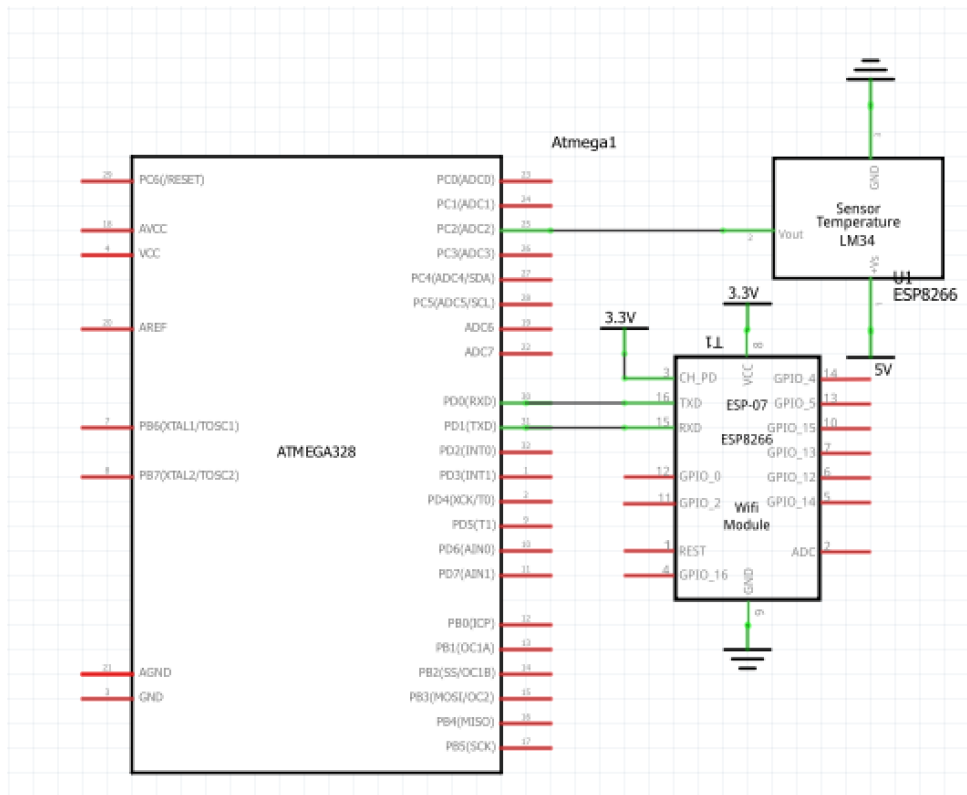 Atmega1
29 PC6(/RESET)
18 AVCC
4 VCC
20 AREF
7 PB6(XTAL1/TOSC1)
8 PB7(XTAL2/TOSC2)
21 AGND
3 GND
ATMEGA328
PC0(ADC0) 23
PC1(ADC1) 24
PC2(ADC2) 25
PC3(ADC3) 26
PC4(ADC4/SDA) 27
PC5(ADC5/SCL) 28
ADC6 19
ADC7 22
PD0(RXD) 30
PD1(TXD) 31
PD2(INT0) 32
PD3(INT1) 1
PD4(XCK/T0) 2
PD5(T1) 9
PD6(AIN0) 10
PD7(AIN1) 11
PB0(ICP) 12
PB1(OC1A) 13
PB2(SS/OC1B) 14
PB3(MOSI/OC2) 15
PB4(MISO) 16
PB5(SCK) 17
GND
Sensor
Temperature
LM34
2 Vout
+Vs
1
U1
ESP8266
5V
3.3V
3.3V
T1
8
VCC
3 CH_PD
16 TXD
15 RXD
12 GPIO_0
11 GPIO_2
1 REST
4 GPIO_16
ESP-07
ESP8266
Wifi
Module
GPIO_4 14
GPIO_5 13
GPIO_15 10
GPIO_13 7
GPIO_12 6
GPIO_14 5
ADC 2
GND
9